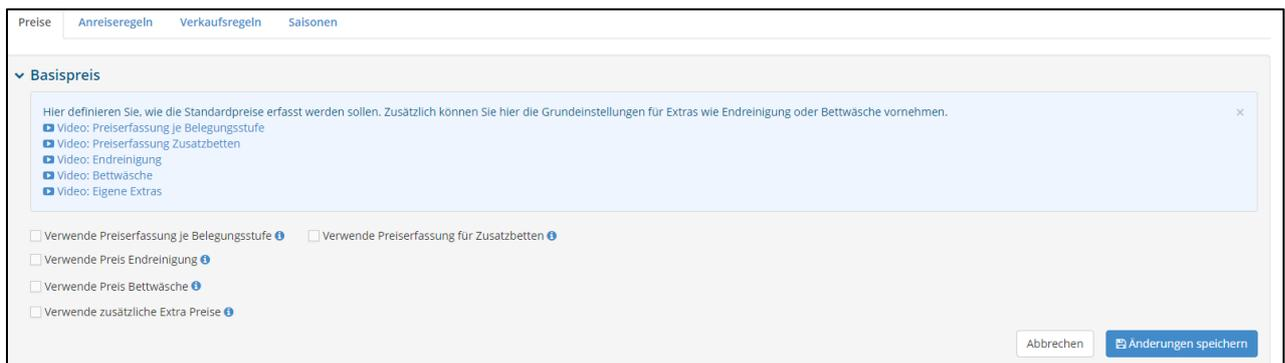 Preise Anreiseregeln Verkaufsregeln Saisonen
Basispreis
Hier definieren Sie, wie die Standardpreise erfasst werden sollen. Zusätzlich können Sie hier die Grundeinstellungen für Extras wie Endreinigung oder Bettwäsche vornehmen.
Video: Preiserfassung je Belegungsstufe
Video: Preiserfassung Zusatzbetten
Video: Endreinigung
Video: Bettwäsche
Video: Eigene Extras
Verwende Preiserfassung je Belegungsstufe Verwende Preiserfassung für Zusatzbetten
Verwende Preis Endreinigung
Verwende Preis Bettwäsche
Verwende zusätzliche Extra Preise
Abbrechen Änderungen speichern